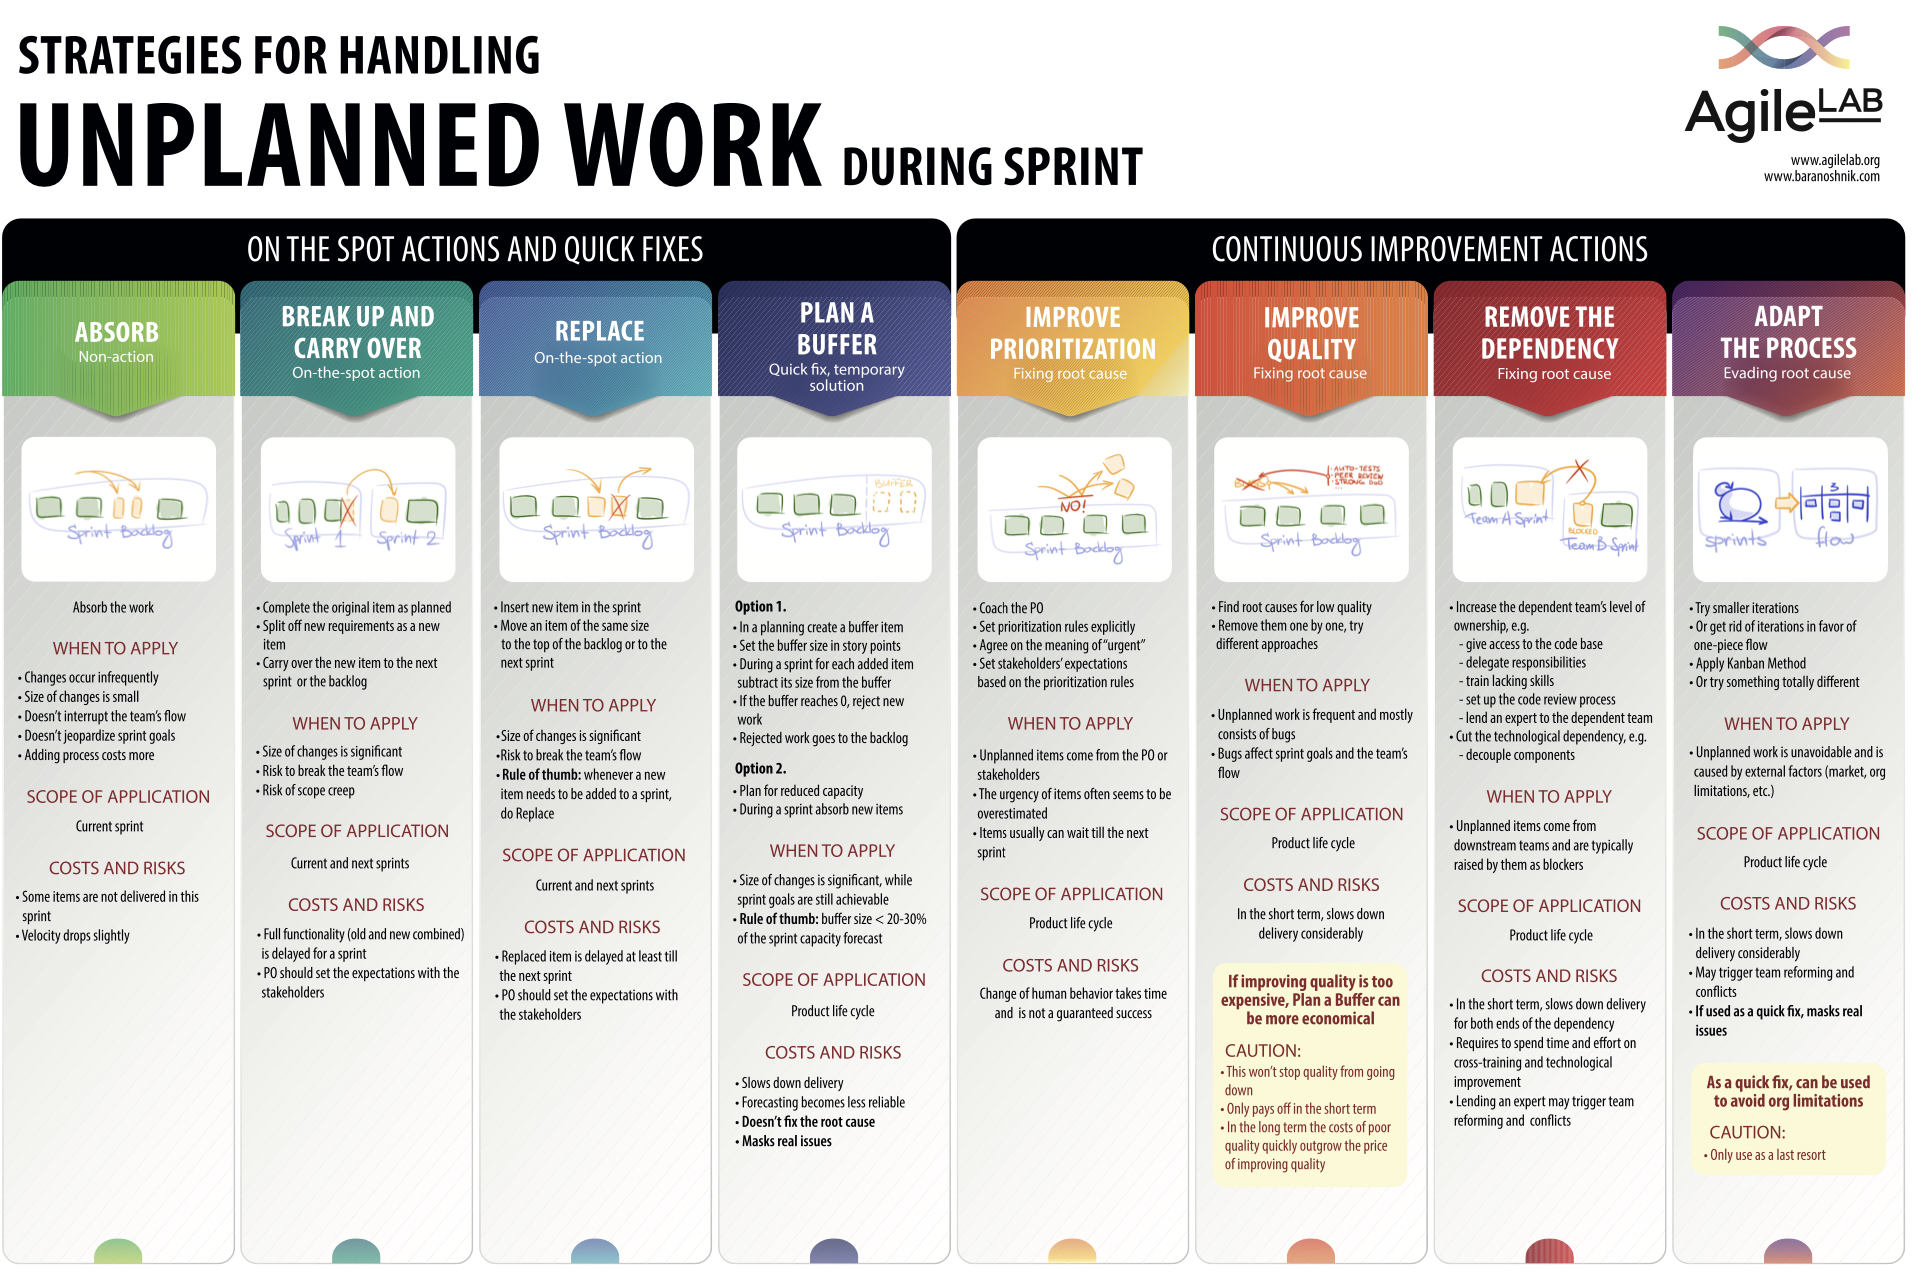 STRATEGIES FOR HANDLING
UNPLANNED WORK DURING SPRINT
AgileLAB
www.agilelab.org
www.baranoshnik.com
ON THE SPOT ACTIONS AND QUICK FIXES
CONTINUOUS IMPROVEMENT ACTIONS
ABSORB
Non-action
Sprint Backlog
Absorb the work
WHEN TO APPLY
• Changes occur infrequently
• Size of changes is small
• Doesn't interrupt the team's flow
• Doesn't jeopardize sprint goals
• Adding process costs more
SCOPE OF APPLICATION
Current sprint
COSTS AND RISKS
• Some items are not delivered in this
sprint
• Velocity drops slightly
BREAK UP AND
CARRY OVER
On-the-spot action
Sprint 1
Sprint 2
• Complete the original item as planned
• Split off new requirements as a new
item
• Carry over the new item to the next
sprint or the backlog
WHEN TO APPLY
• Size of changes is significant
• Risk to break the team's flow
• Risk of scope creep
SCOPE OF APPLICATION
Current and next sprints
COSTS AND RISKS
• Full functionality (old and new combined)
is delayed for a sprint
• PO should set the expectations with the
stakeholders
REPLACE
On-the-spot action
Sprint Backlog
• Insert new item in the sprint
• Move an item of the same size
to the top of the backlog or to the
next sprint
WHEN TO APPLY
•Size of changes is significant
•Risk to break the team's flow
• Rule of thumb: whenever a new
item needs to be added to a sprint,
do Replace
SCOPE OF APPLICATION
Current and next sprints
COSTS AND RISKS
• Replaced item is delayed at least till
the next sprint
• PO should set the expectations with
the stakeholders
PLAN A
BUFFER
Quick fix, temporary
solution
BUFFER
Sprint Backlog
Option 1.
• In a planning create a buffer item
• Set the buffer size in story points
• During a sprint for each added item
subtract its size from the buffer
• If the buffer reaches 0, reject new
work
• Rejected work goes to the backlog
Option 2.
• Plan for reduced capacity
• During a sprint absorb new items
WHEN TO APPLY
• Size of changes is significant, while
sprint goals are still achievable
• Rule of thumb: buffer size < 20-30%
of the sprint capacity forecast
SCOPE OF APPLICATION
Product life cycle
COSTS AND RISKS
• Slows down delivery
• Forecasting becomes less reliable
• Doesn't fix the root cause
• Masks real issues
IMPROVE
PRIORITIZATION
Fixing root cause
NO!
Sprint Backlog
• Coach the PO
• Set prioritization rules explicitly
• Agree on the meaning of "urgent"
• Set stakeholders' expectations
based on the prioritization rules
WHEN TO APPLY
• Unplanned items come from the PO or
stakeholders
• The urgency of items often seems to be
overestimated
• Items usually can wait till the next
sprint
SCOPE OF APPLICATION
Product life cycle
COSTS AND RISKS
Change of human behavior takes time
and is not a guaranteed success
IMPROVE
QUALITY
Fixing root cause
BUGS
AUTO-TESTS
PEER REVIEW
STRONG DoD
...
Sprint Backlog
• Find root causes for low quality
• Remove them one by one, try
different approaches
WHEN TO APPLY
• Unplanned work is frequent and mostly
consists of bugs
• Bugs affect sprint goals and the team's
flow
SCOPE OF APPLICATION
Product life cycle
COSTS AND RISKS
In the short term, slows down
delivery considerably
If improving quality is too
expensive, Plan a Buffer can
be more economical
CAUTION:
• This won't stop quality from going
down
• Only pays off in the short term
• In the long term the costs of poor
quality quickly outgrow the price
of improving quality
REMOVE THE
DEPENDENCY
Fixing root cause
Team A Sprint
BLOCKED
Team B Sprint
• Increase the dependent team's level of
ownership, e.g.
- give access to the code base
- delegate responsibilities
- train lacking skills
- set up the code review process
- lend an expert to the dependent team
• Cut the technological dependency, e.g.
- decouple components
WHEN TO APPLY
• Unplanned items come from
downstream teams and are typically
raised by them as blockers
SCOPE OF APPLICATION
Product life cycle
COSTS AND RISKS
• In the short term, slows down delivery
for both ends of the dependency
• Requires to spend time and effort on
cross-training and technological
improvement
• Lending an expert may trigger team
reforming and conflicts
ADAPT
THE PROCESS
Evading root cause
3
sprints
flow
• Try smaller iterations
• Or get rid of iterations in favor of
one-piece flow
• Apply Kanban Method
• Or try something totally different
WHEN TO APPLY
• Unplanned work is unavoidable and is
caused by external factors (market, org
limitations, etc.)
SCOPE OF APPLICATION
Product life cycle
COSTS AND RISKS
• In the short term, slows down
delivery considerably
• May trigger team reforming and
conflicts
• If used as a quick fix, masks real
issues
As a quick fix, can be used
to avoid org limitations
CAUTION:
• Only use as a last resort